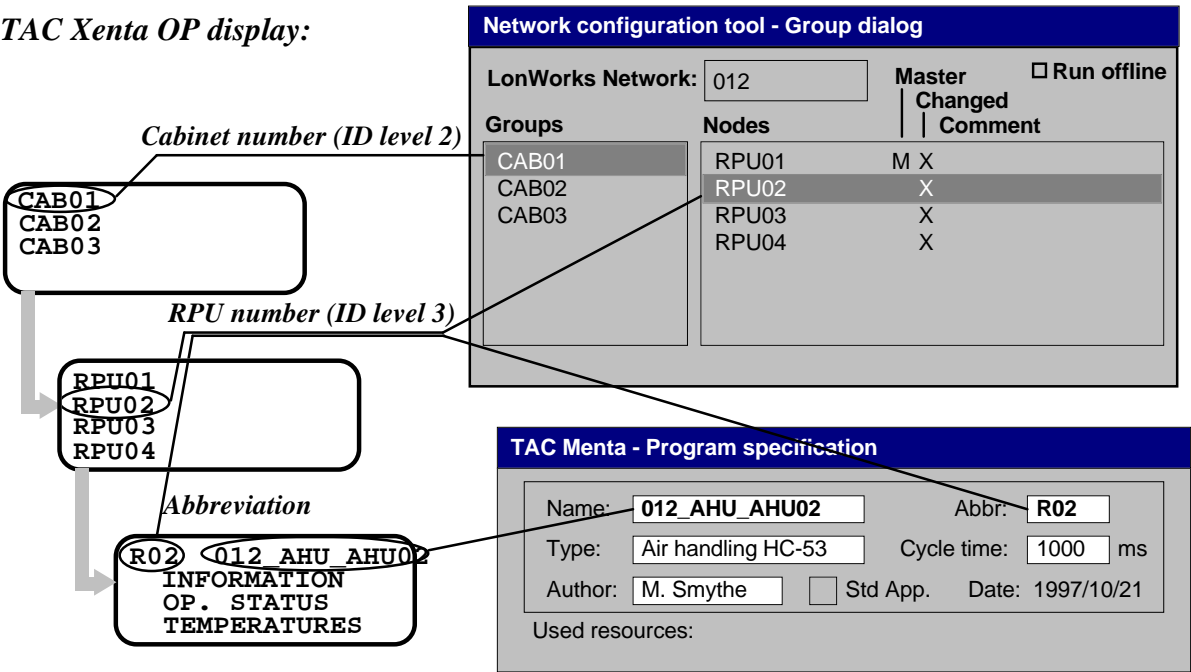 TAC Xenta OP display:
Network configuration tool - Group dialog
LonWorks Network: 012
Master
Run offline
Changed
Comment
Groups
Nodes
Cabinet number (ID level 2)
CAB01
CAB02
CAB03
RPU01 M X
RPU02 X
RPU03 X
RPU04 X
CAB01
CAB02
CAB03
RPU number (ID level 3)
RPU01
RPU02
RPU03
RPU04
TAC Menta - Program specification
Name: 012_AHU_AHU02 Abbr: R02
Type: Air handling HC-53 Cycle time: 1000 ms
Author: M. Smythe Std App. Date: 1997/10/21
Used resources:
Abbreviation
R02 012_AHU_AHU02
INFORMATION
OP. STATUS
TEMPERATURES